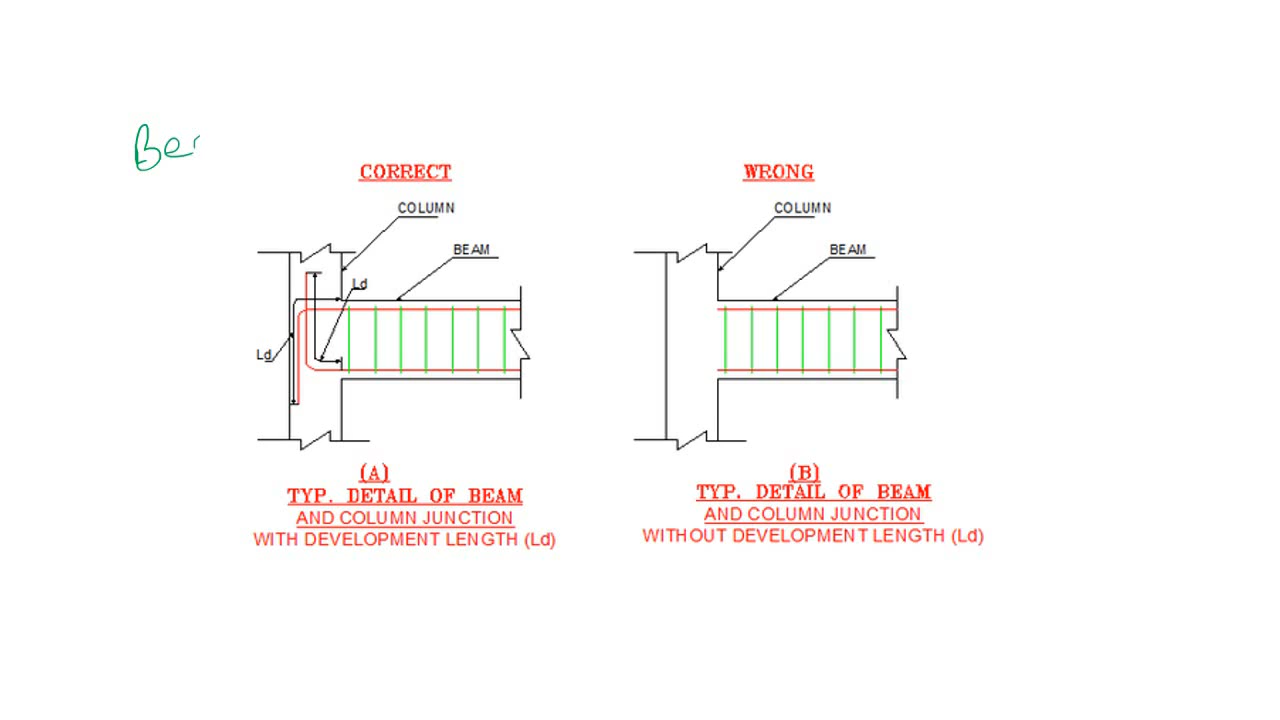 CORRECT
COLUMN
BEAM
Ld
Ld
(A)
TYP. DETAIL OF BEAM
AND COLUMN JUNCTION
WITH DEVELOPMENT LENGTH (Ld)
WRONG
COLUMN
BEAM
(B)
TYP. DETAIL OF BEAM
AND COLUMN JUNCTION
WITHOUT DEVELOPMENT LENGTH (Ld)